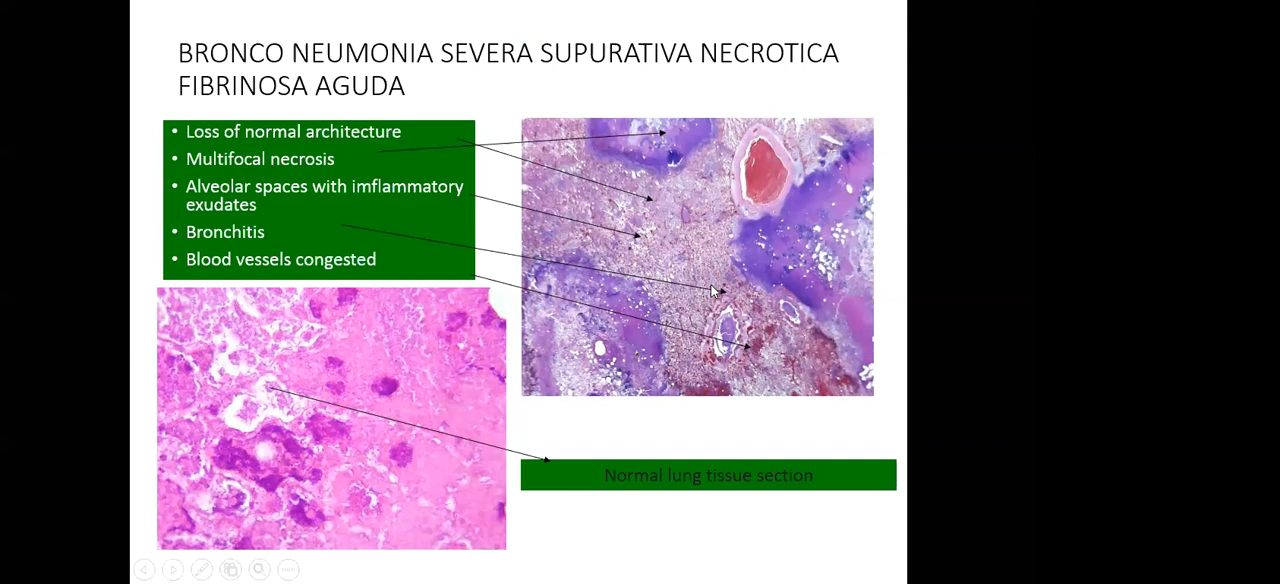 BRONCO NEUMONIA SEVERA SUPURATIVA NECROTICA
FIBRINOSA AGUDA
• Loss of normal architecture
• Multifocal necrosis
• Alveolar spaces with imflammatory
exudates
• Bronchitis
• Blood vessels congested
Normal lung tissue section